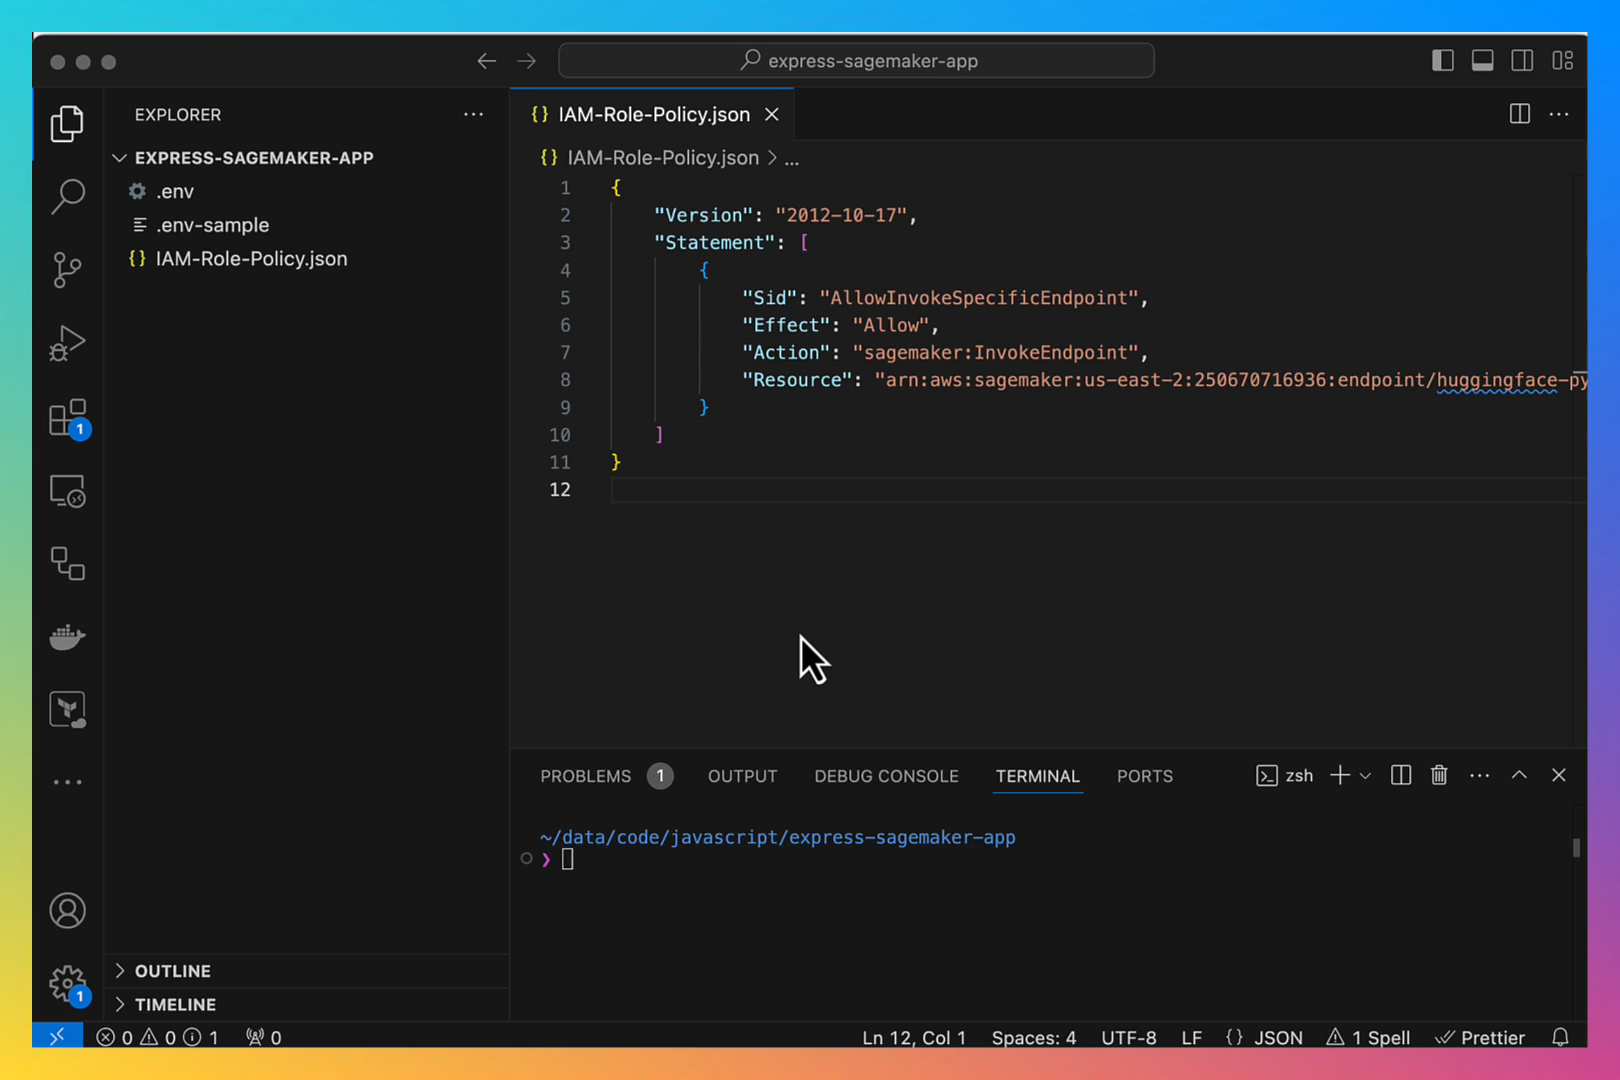 express-sagemaker-app
EXPLORER
EXPRESS-SAGEMAKER-APP
.env
.env-sample
IAM-Role-Policy.json
IAM-Role-Policy.json
IAM-Role-Policy.json > ...
1 {
2 "Version": "2012-10-17",
3 "Statement": [
4 {
5 "Sid": "AllowInvokeSpecificEndpoint",
6 "Effect": "Allow",
7 "Action": "sagemaker:InvokeEndpoint",
8 "Resource": "arn:aws:sagemaker:us-east-2:250670716936:endpoint/huggingface-py
9 }
10 ]
11 }
12
1
PROBLEMS 1 OUTPUT DEBUG CONSOLE TERMINAL PORTS zsh
~/data/code/javascript/express-sagemaker-app
❯
OUTLINE
TIMELINE
1
0 0 1 0 Ln 12, Col 1 Spaces: 4 UTF-8 LF {} JSON 1 Spell Prettier